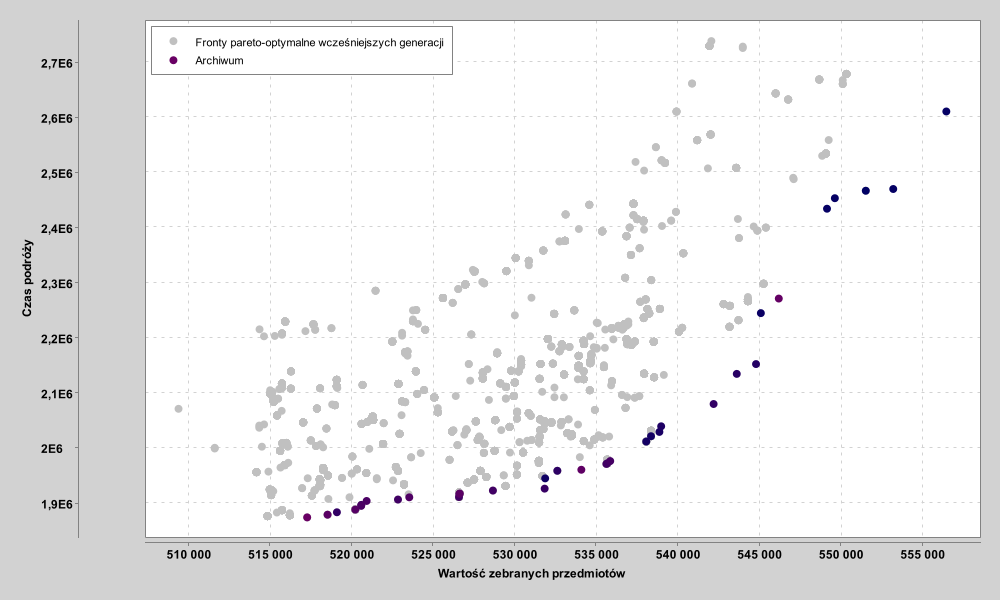 Fronty pareto-optymalne wcześniejszych generacji
Archiwum
Czas podróży
2,7E6
2,6E6
2,5E6
2,4E6
2,3E6
2,2E6
2,1E6
2E6
1,9E6
510 000 515 000 520 000 525 000 530 000 535 000 540 000 545 000 550 000 555 000
Wartość zebranych przedmiotów